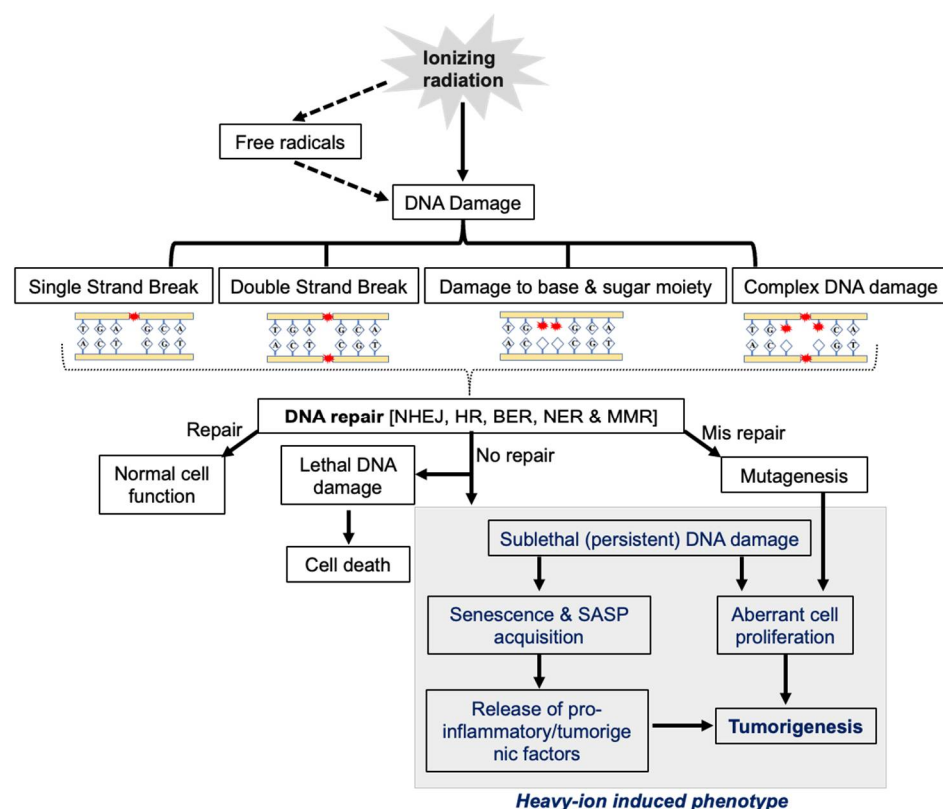 Ionizing
radiation
Free radicals
DNA Damage
Single Strand Break
Double Strand Break
Damage to base & sugar moiety
Complex DNA damage
T G A G C A
A C T C G T
T G A G C A
A C T C G T
T G G C A
A C C G T
T G C A
A C G T
DNA repair [NHEJ, HR, BER, NER & MMR]
Repair
No repair
Mis repair
Normal cell
function
Lethal DNA
damage
Mutagenesis
Cell death
Sublethal (persistent) DNA damage
Senescence & SASP
acquisition
Aberrant cell
proliferation
Release of pro-
inflammatory/tumorige
nic factors
Tumorigenesis
Heavy-ion induced phenotype